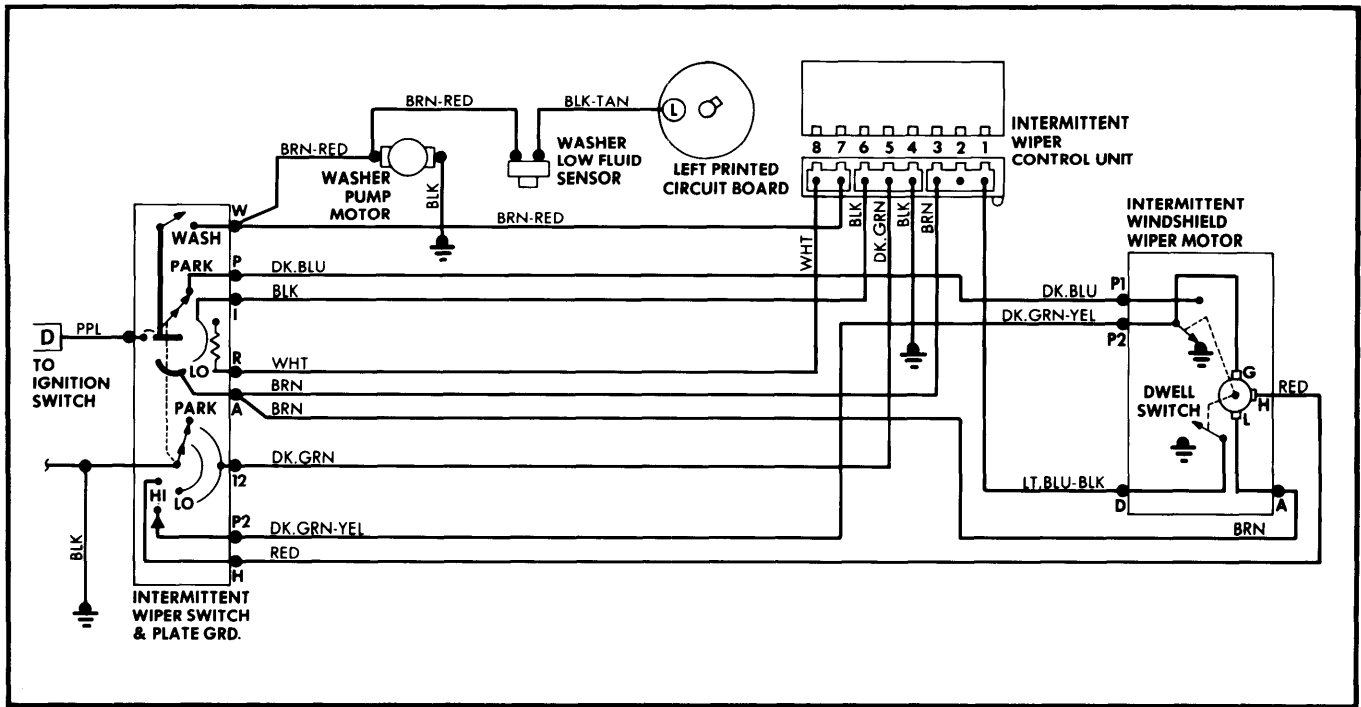 BRN-RED
BLK-TAN
L
BRN-RED
WASHER
PUMP
MOTOR
BLK
WASHER
LOW FLUID
SENSOR
LEFT PRINTED
CIRCUIT BOARD
INTERMITTENT
WIPER
CONTROL UNIT
8 7 6 5 4 3 2 1
WHT
BLK
DK.GRN
BLK
BRN
INTERMITTENT
WINDSHIELD
WIPER MOTOR
W
WASH
BRN-RED
PARK
P
DK.BLU
I
BLK
D
PPL
TO
IGNITION
SWITCH
LO
R
WHT
A
BRN
BRN
PARK
12
DK.GRN
HI
LO
P2
DK.GRN-YEL
H
RED
BLK
INTERMITTENT
WIPER SWITCH
& PLATE GRD.
DK.BLU
P1
DK.GRN-YEL
P2
G
H
RED
L
DWELL
SWITCH
LT.BLU-BLK
D
A
BRN